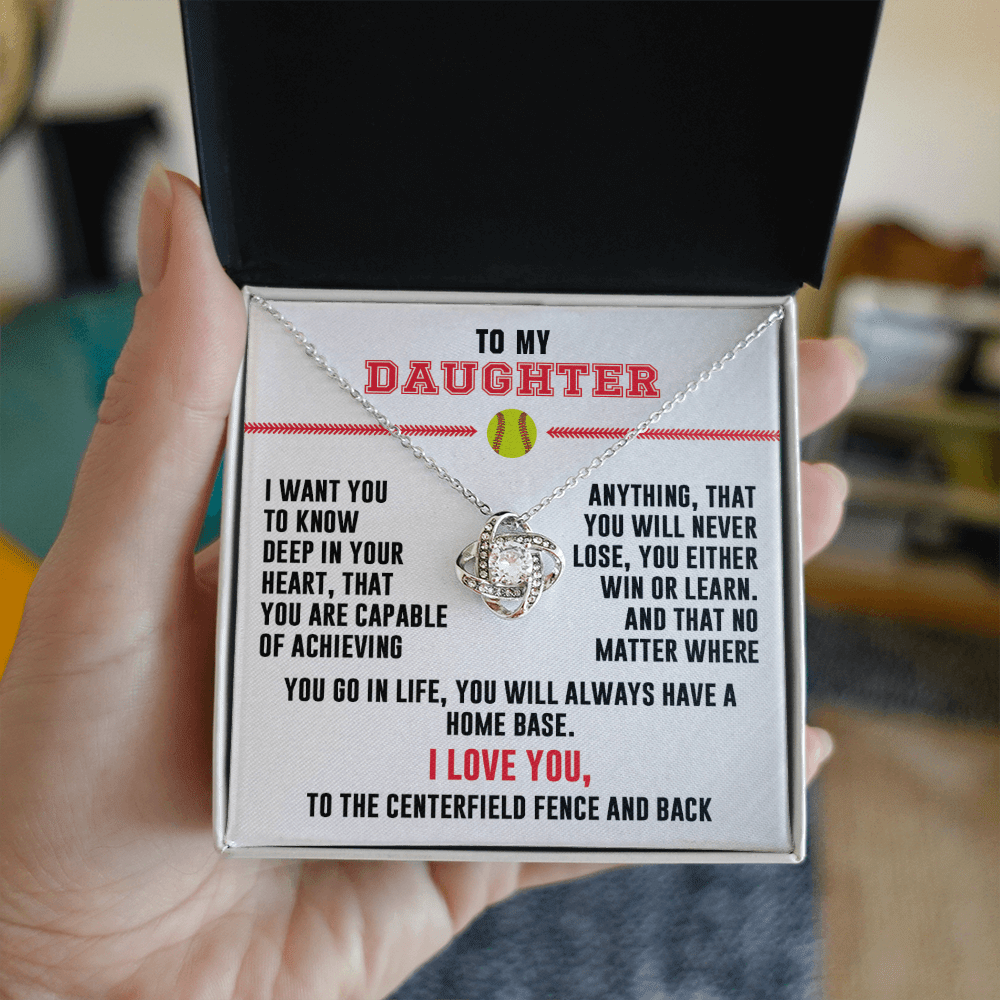 TO MY
DAUGHTER
I WANT YOU
TO KNOW
DEEP IN YOUR
HEART, THAT
YOU ARE CAPABLE
OF ACHIEVING
ANYTHING, THAT
YOU WILL NEVER
LOSE, YOU EITHER
WIN OR LEARN.
AND THAT NO
MATTER WHERE
YOU GO IN LIFE, YOU WILL ALWAYS HAVE A
HOME BASE.
I LOVE YOU,
TO THE CENTERFIELD FENCE AND BACK